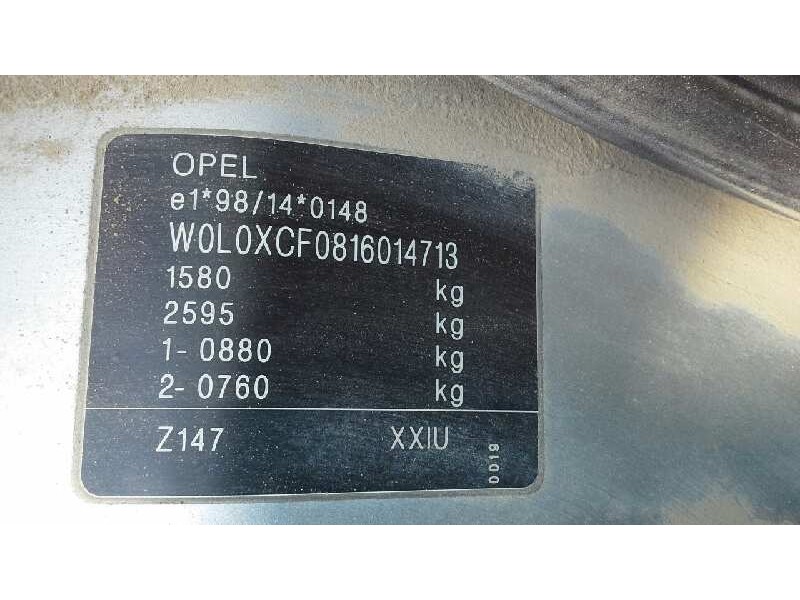 OPEL
e1*98/14*0148
W0L0XCF0816014713
1580 kg
2595 kg
1- 0880 kg
2- 0760 kg
Z147 XXIU
0019